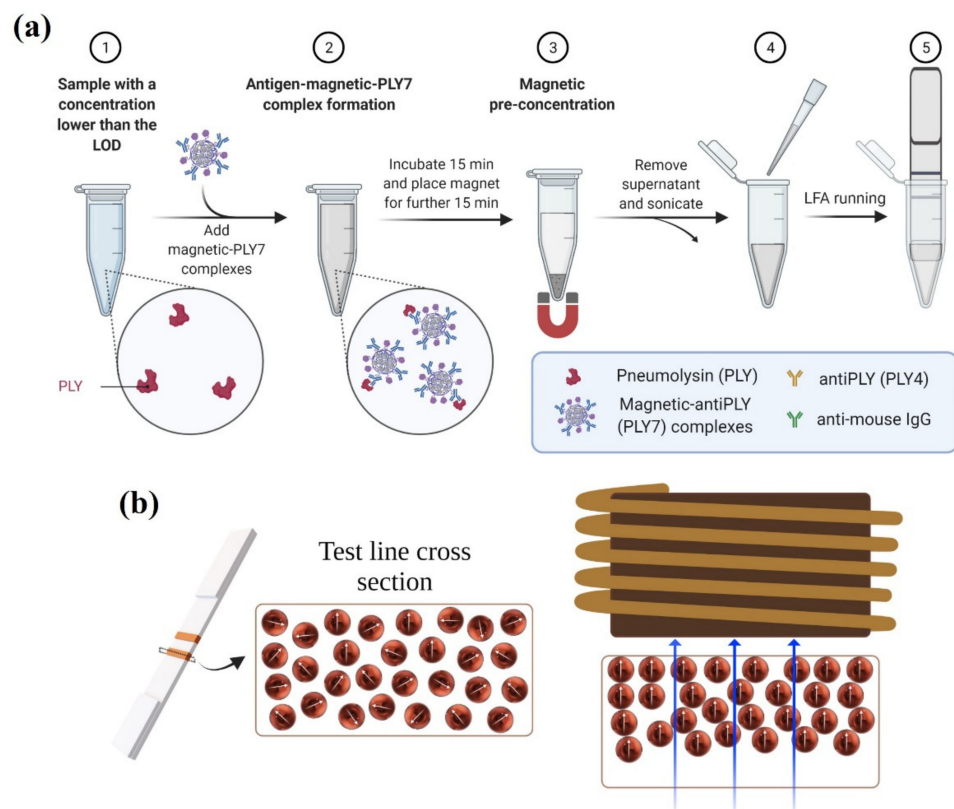 (a)
1
Sample with a
concentration
lower than the
LOD
Add
magnetic-PLY7
complexes
2
Antigen-magnetic-PLY7
complex formation
Incubate 15 min
and place magnet
for further 15 min
3
Magnetic
pre-concentration
Remove
supernatant
and sonicate
4
LFA running
5
PLY
Pneumolysin (PLY)
Magnetic-antiPLY
(PLY7) complexes
antiPLY (PLY4)
anti-mouse IgG
(b)
Test line cross
section